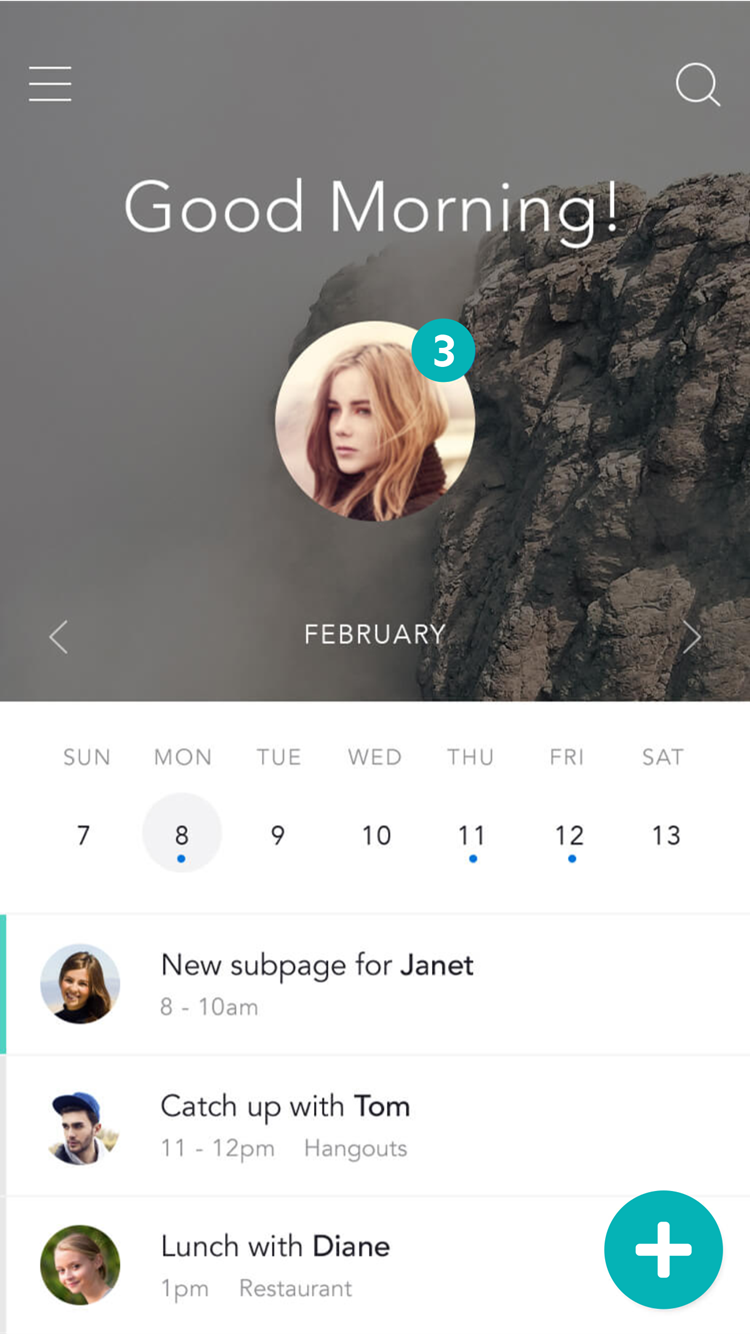 Good Morning!
3
FEBRUARY
SUN MON TUE WED THU FRI SAT
7 8 9 10 11 12 13
New subpage for Janet
8 - 10am
Catch up with Tom
11 - 12pm Hangouts
Lunch with Diane
1pm Restaurant